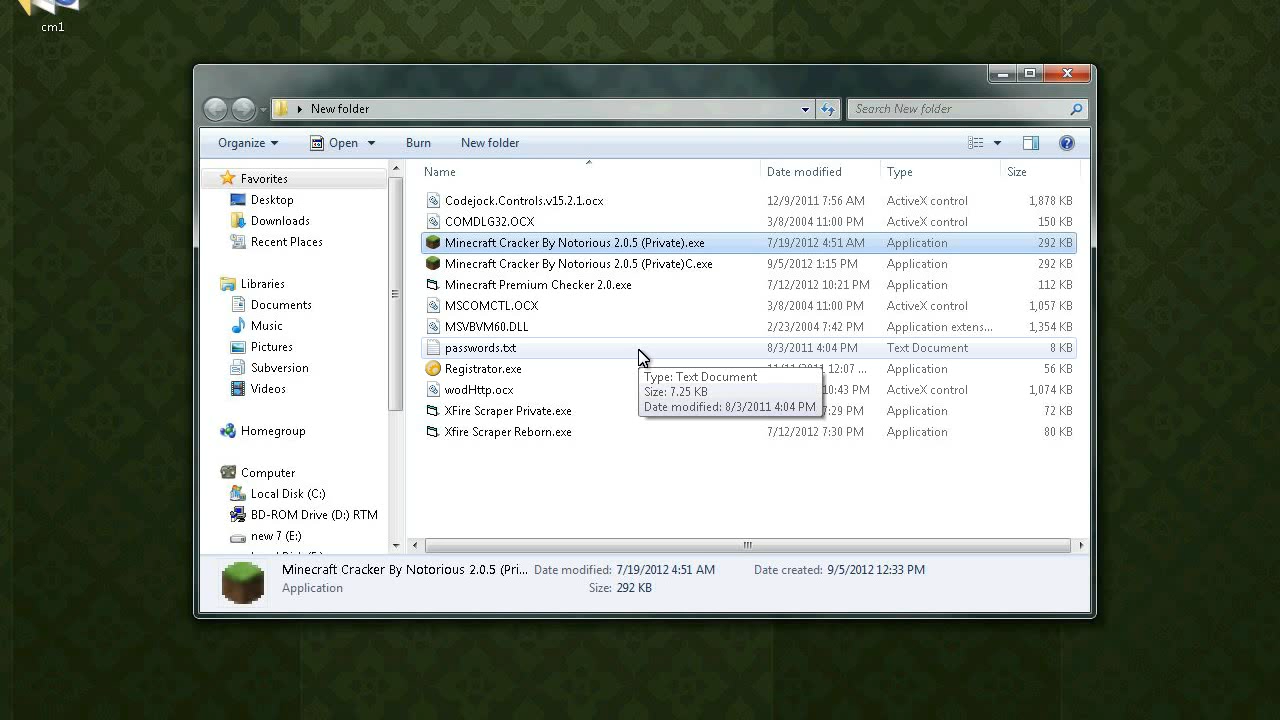 cm1
New folder
Search New folder
Organize Open Burn New folder
Name Date modified Type Size
Favorites
Desktop
Downloads
Recent Places
Libraries
Documents
Music
Pictures
Subversion
Videos
Homegroup
Computer
Local Disk (C:)
BD-ROM Drive (D:) RTM
new 7 (E:)
Codejock.Controls.v15.2.1.ocx 12/9/2011 7:56 AM ActiveX control 1,878 KB
COMDLG32.OCX 3/8/2004 11:00 PM ActiveX control 150 KB
Minecraft Cracker By Notorious 2.0.5 (Private).exe 7/19/2012 4:51 AM Application 292 KB
Minecraft Cracker By Notorious 2.0.5 (Private)C.exe 9/5/2012 1:15 PM Application 292 KB
Minecraft Premium Checker 2.0.exe 7/12/2012 10:21 PM Application 112 KB
MSCOMCTL.OCX 3/8/2004 11:00 PM ActiveX control 1,057 KB
MSVBVM60.DLL 2/23/2004 7:42 PM Application extens... 1,354 KB
passwords.txt 8/3/2011 4:04 PM Text Document 8 KB
Registrator.exe 11/11/2011 12:07 ... Application 56 KB
wodHttp.ocx 10:43 PM ActiveX control 1,074 KB
XFire Scraper Private.exe 7:29 PM Application 72 KB
Xfire Scraper Reborn.exe 7/12/2012 7:30 PM Application 80 KB
Type: Text Document
Size: 7.25 KB
Date modified: 8/3/2011 4:04 PM
Minecraft Cracker By Notorious 2.0.5 (Pri... Date modified: 7/19/2012 4:51 AM Date created: 9/5/2012 12:33 PM
Application Size: 292 KB